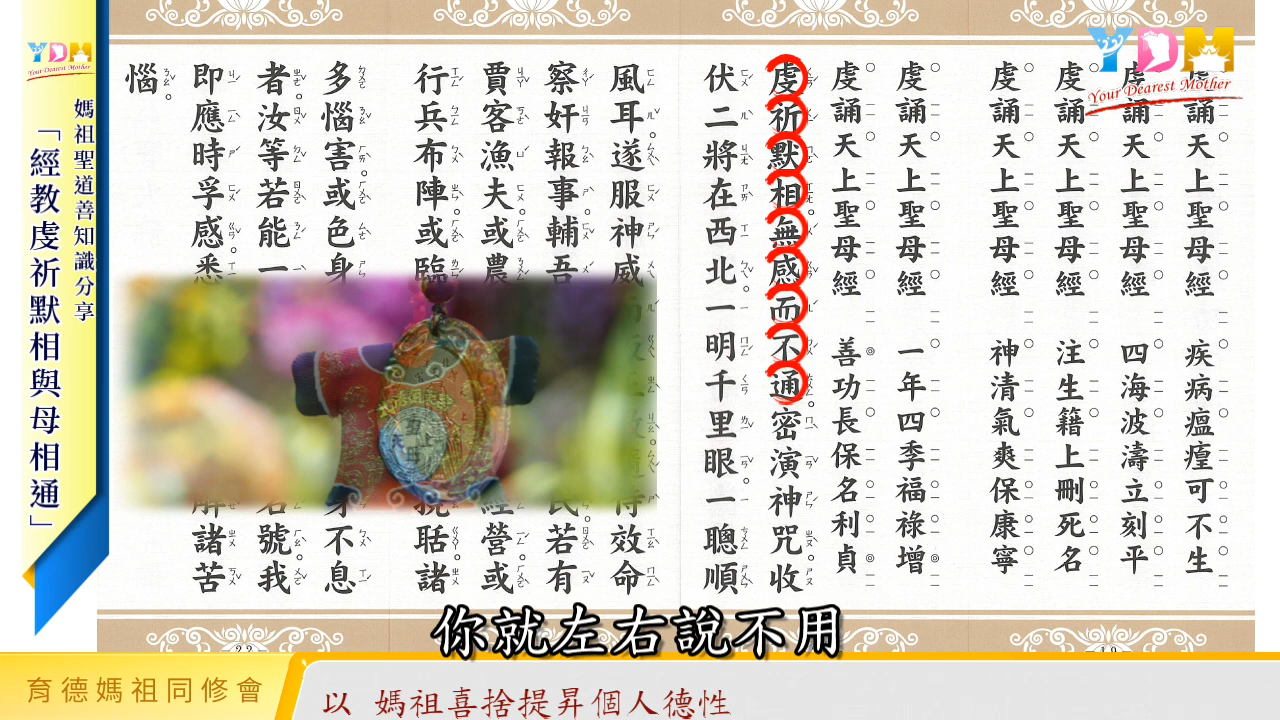 YDM
Your Dearest Mother
媽祖聖道善知識分享
「經教虔祈默相與母相通」
YDM
Your Dearest Mother
虔誦天上聖母經 疾病瘟可不生
虔誦天上聖母經 四海波濤立刻平
虔誦天上聖母經 注生籍上刪死名
虔誦天上聖母經 神清氣爽保康寧
虔誦天上聖母經 一年四季福祿增
虔誦天上聖母經 善功長保名利貞
虔祈默相無感而不通。密演神咒。收
伏二將在西北。一明千里眼。一聰順
風耳。遂服神威 效命
察奸報事。輔吾 民。若有
賈客漁夫。或農 經營。或
行兵布陣。或臨 聒。諸
多惱害。或色身 身不息
者。汝等若能一 名號。我
即應時孚感。悉 解諸苦
惱。
你就左右說不用
育德媽祖同修會
以 媽祖喜捨提昇個人德性